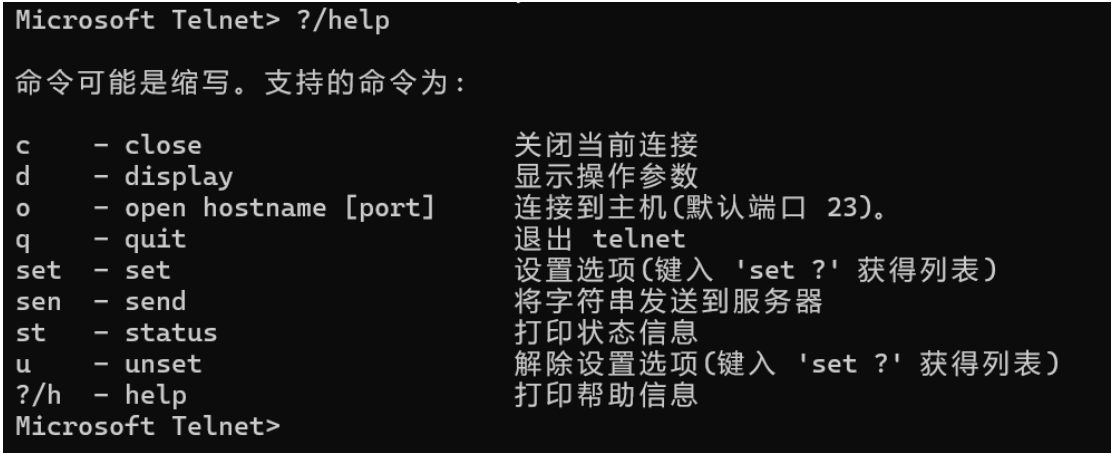 Microsoft Telnet> ?/help
命令可能是缩写。支持的命令为:
c    - close                    关闭当前连接
d    - display                  显示操作参数
o    - open hostname [port]     连接到主机(默认端口 23)。
q    - quit                     退出 telnet
set  - set                      设置选项(键入 'set ?' 获得列表)
sen  - send                     将字符串发送到服务器
st   - status                   打印状态信息
u    - unset                    解除设置选项(键入 'set ?' 获得列表)
?/h  - help                     打印帮助信息
Microsoft Telnet>